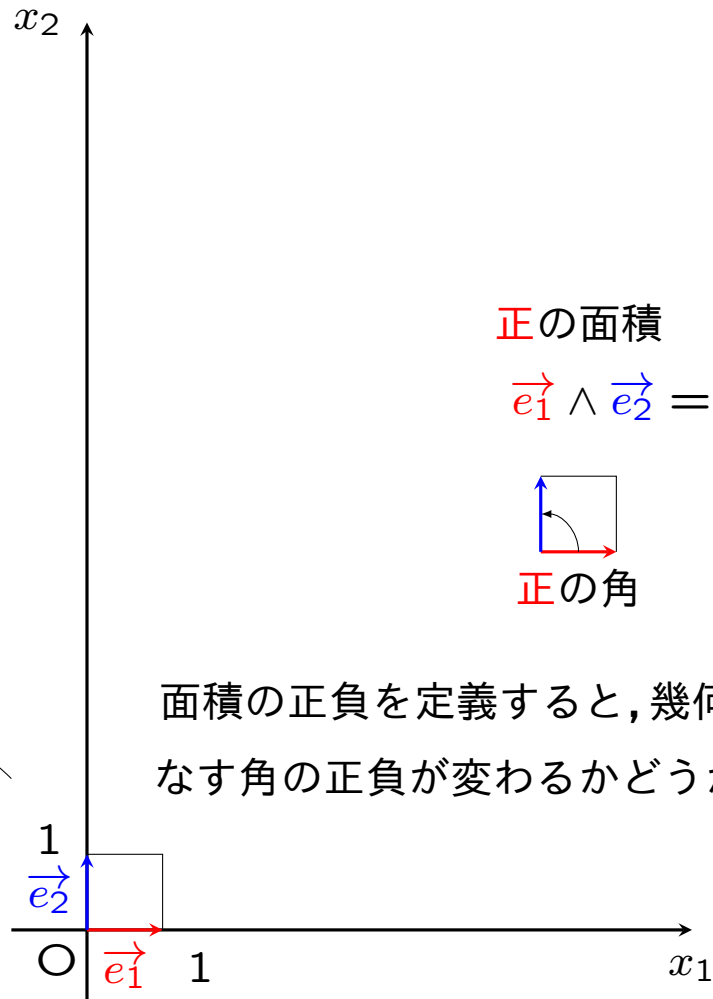 x₂
正の面積
e₁→ ∧ e₂→ =
正の角
面積の正負を定義すると,幾
なす角の正負が変わるかどう
1
e₂→
O
e₁→
1
x₁